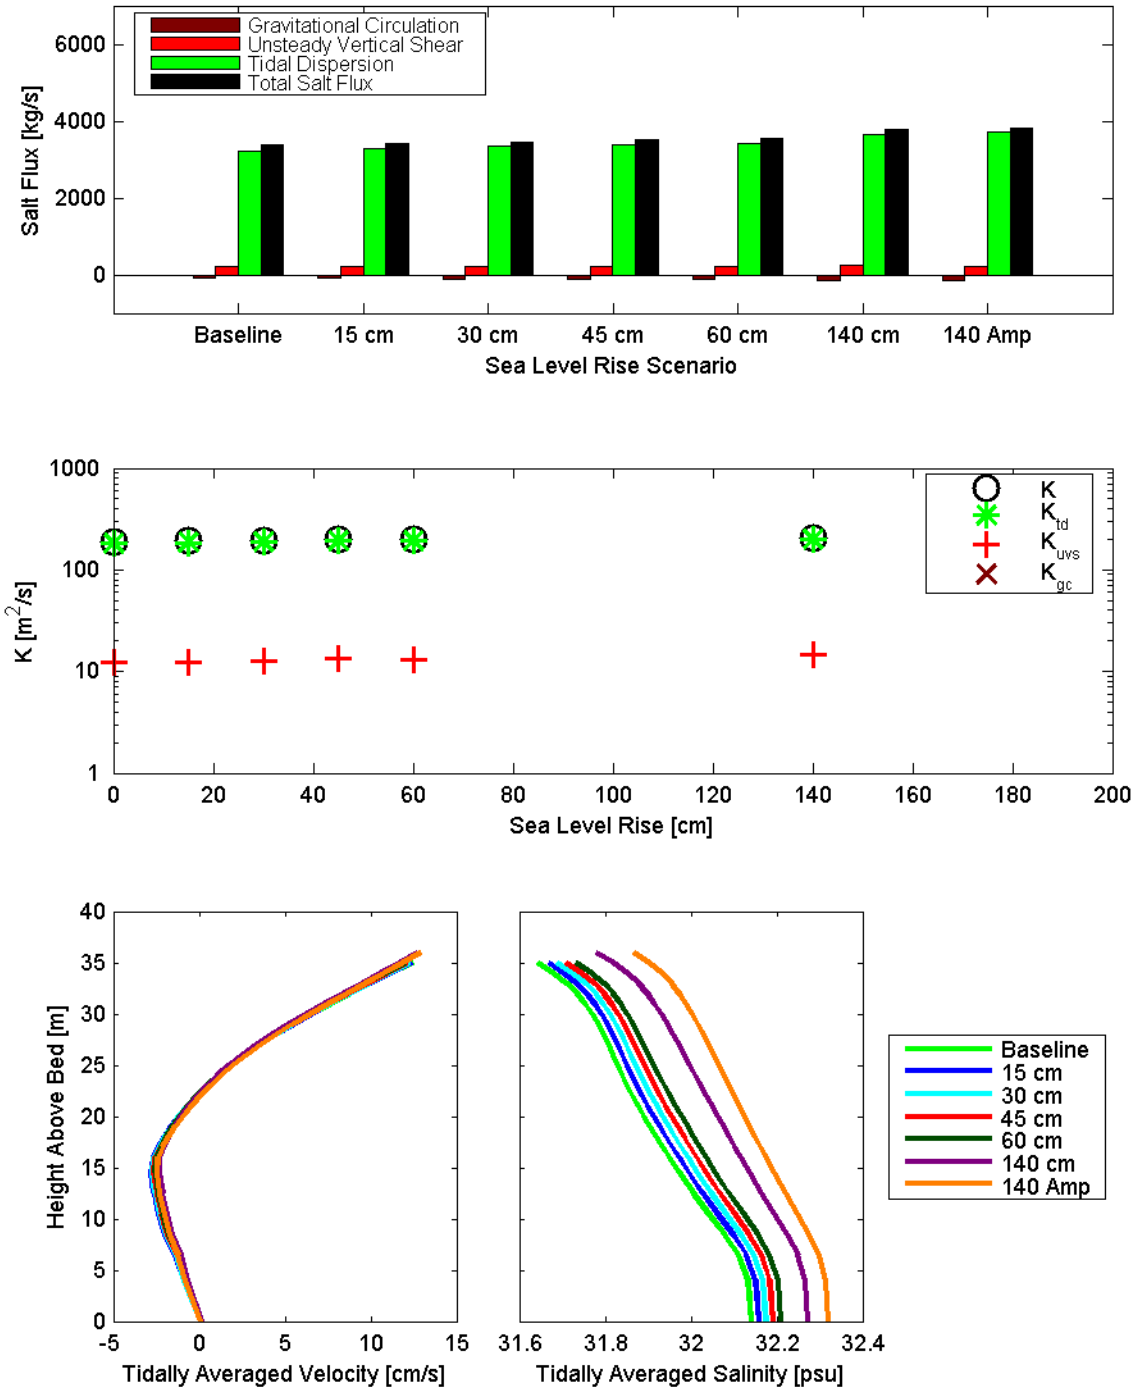 6000
4000
2000
0
Salt Flux [kg/s]
Gravitational Circulation
Unsteady Vertical Shear
Tidal Dispersion
Total Salt Flux
Baseline 15 cm 30 cm 45 cm 60 cm 140 cm 140 Amp
Sea Level Rise Scenario
1000
100
10
1
K [m²/s]
K
K_td
K_uvs
K_gc
0 20 40 60 80 100 120 140 160 180 200
Sea Level Rise [cm]
40
35
30
25
20
15
10
5
0
Height Above Bed [m]
-5 0 5 10 15
Tidally Averaged Velocity [cm/s]
31.6 31.8 32 32.2 32.4
Tidally Averaged Salinity [psu]
Baseline
15 cm
30 cm
45 cm
60 cm
140 cm
140 Amp